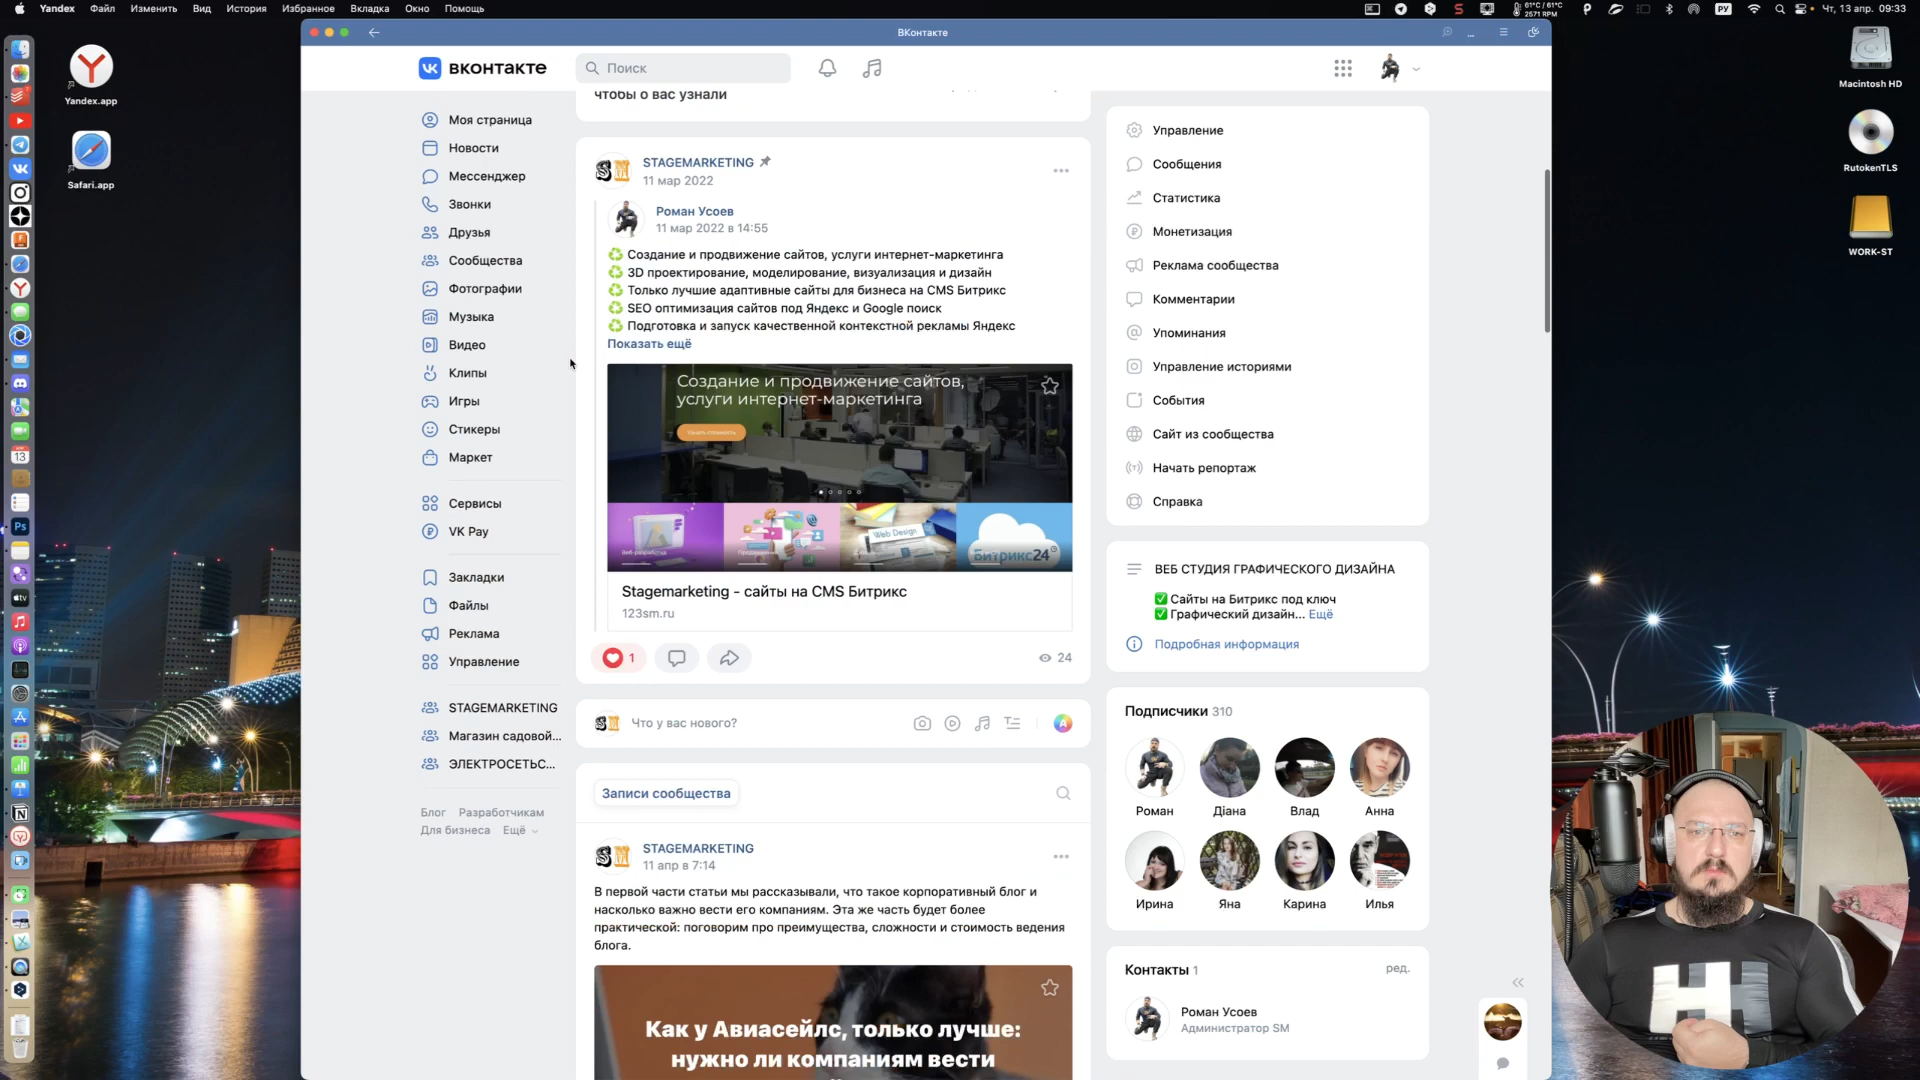 Yandex Файл Изменить Вид История Избранное Вкладка Окно Помощь
61°C / 61°C
2571 RPM
РУ
Чт, 13 апр. 09:33
Yandex.app
Safari.app
Macintosh HD
RutokenTLS
WORK-ST
ВКонтакте
вконтакте
Поиск
Моя страница
Новости
Мессенджер
Звонки
Друзья
Сообщества
Фотографии
Музыка
Видео
Клипы
Игры
Стикеры
Маркет
Сервисы
VK Pay
Закладки
Файлы
Реклама
Управление
STAGEMARKETING
Магазин садовой...
ЭЛЕКТРОСЕТЬС...
Блог Разработчикам
Для бизнеса Ещё
чтобы о вас узнали
STAGEMARKETING
11 мар 2022
Роман Усоев
11 мар 2022 в 14:55
Создание и продвижение сайтов, услуги интернет-маркетинга
3D проектирование, моделирование, визуализация и дизайн
Только лучшие адаптивные сайты для бизнеса на CMS Битрикс
SEO оптимизация сайтов под Яндекс и Google поиск
Подготовка и запуск качественной контекстной рекламы Яндекс
Показать ещё
Создание и продвижение сайтов,
услуги интернет-маркетинга
Узнать стоимость
Веб-разработка
Web Design
Битрикс24
Stagemarketing - сайты на CMS Битрикс
123sm.ru
1
24
Что у вас нового?
Записи сообщества
STAGEMARKETING
11 апр в 7:14
В первой части статьи мы рассказывали, что такое корпоративный блог и
насколько важно вести его компаниям. Эта же часть будет более
практической: поговорим про преимущества, сложности и стоимость ведения
блога.
Как у Авиасейлс, только лучше:
нужно ли компаниям вести
Управление
Сообщения
Статистика
Монетизация
Реклама сообщества
Комментарии
Упоминания
Управление историями
События
Сайт из сообщества
Начать репортаж
Справка
ВЕБ СТУДИЯ ГРАФИЧЕСКОГО ДИЗАЙНА
Сайты на Битрикс под ключ
Графический дизайн... Ещё
Подробная информация
Подписчики 310
Роман Діана Влад Анна
Ирина Яна Карина Илья
Контакты 1 ред.
Роман Усоев
Администратор SM